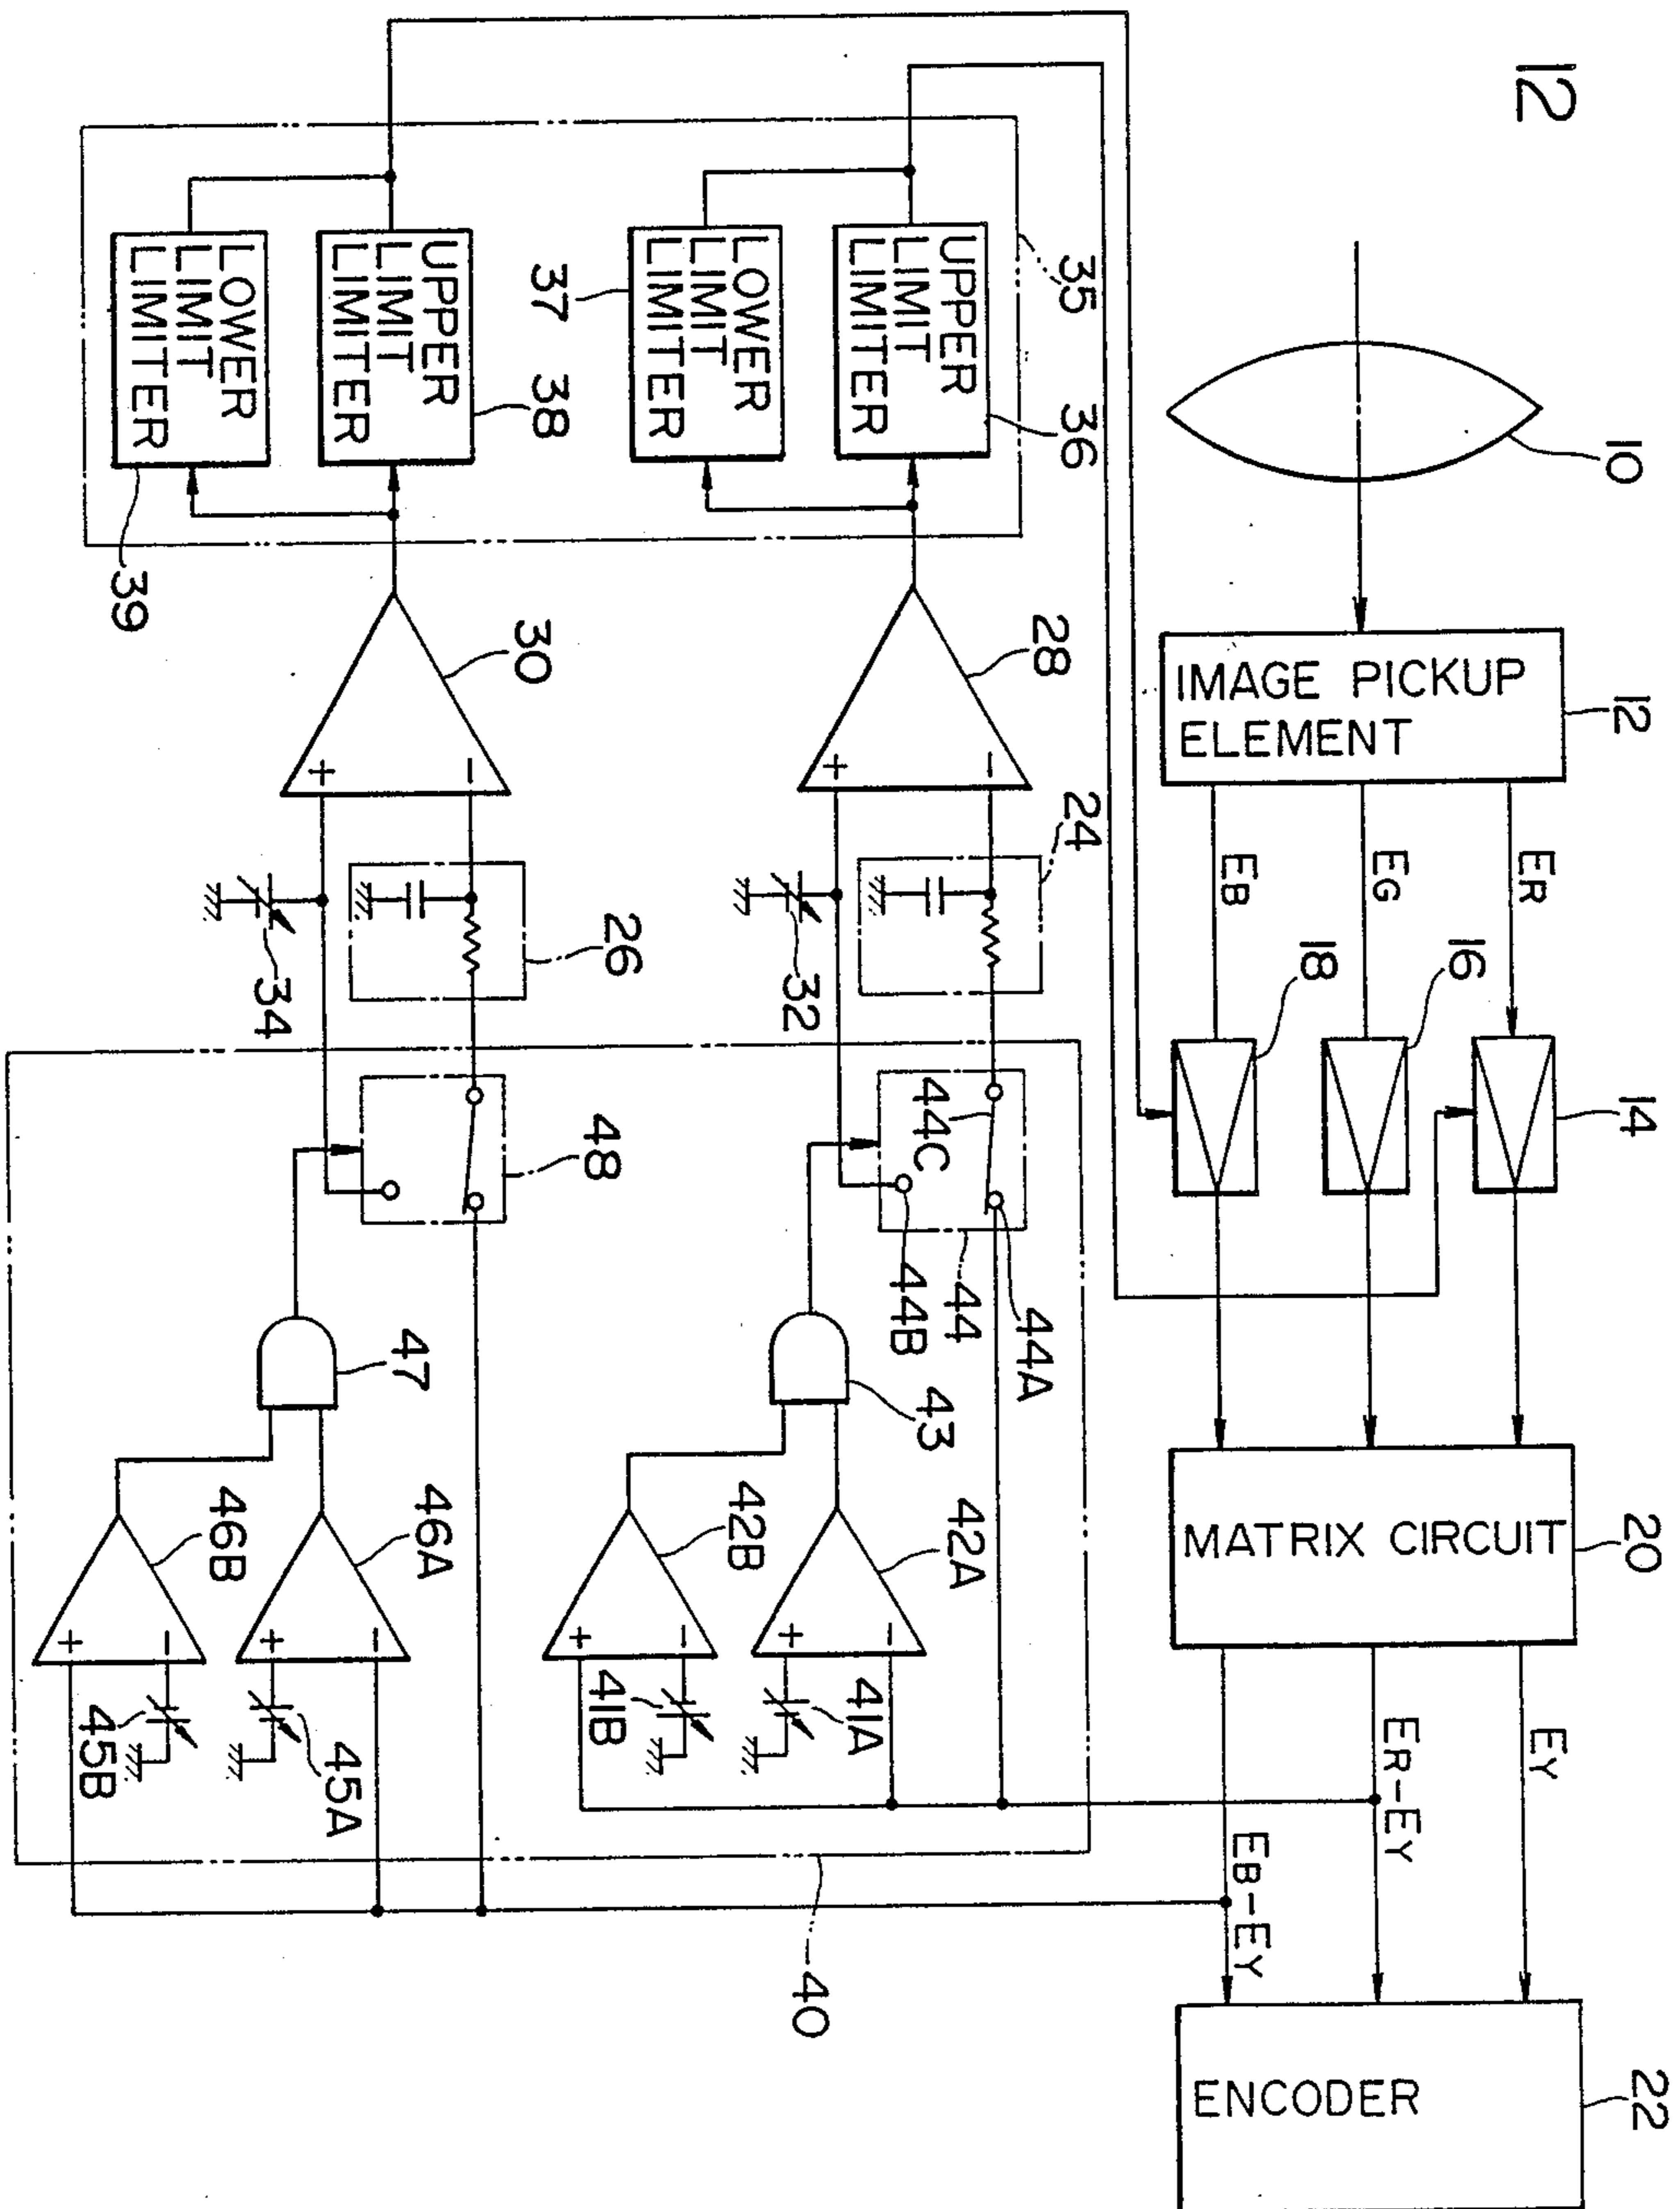 12
10
IMAGE PICKUP
ELEMENT
12
ER
EG
EB
14
16
18
MATRIX CIRCUIT
20
EY
ER-EY
EB-EY
ENCODER
22
35
UPPER
LIMIT
LIMITER
36
LOWER
LIMIT
LIMITER
37
UPPER
LIMIT
LIMITER
38
LOWER
LIMIT
LIMITER
39
28
-
+
24
32
30
-
+
26
34
44C
44A
44B
44
43
42A
-
+
41A
42B
-
+
41B
48
47
46A
-
+
45A
46B
-
+
45B
40